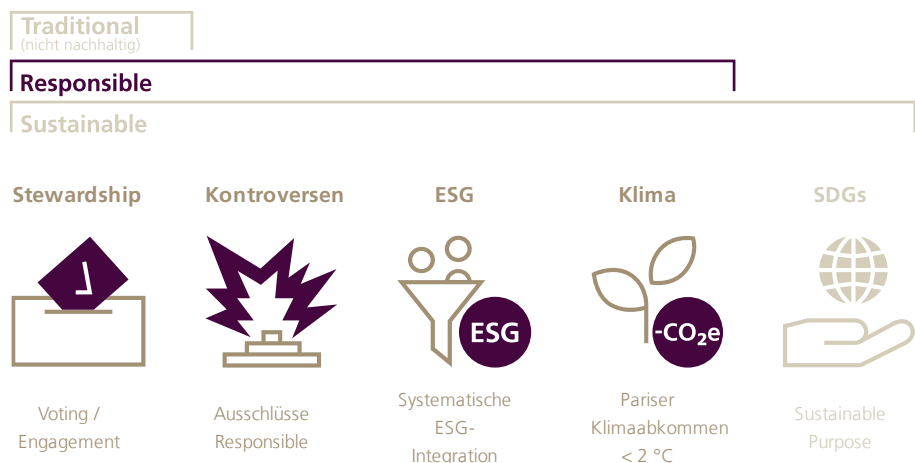 Traditional
(nicht nachhaltig)
Responsible
Sustainable
Stewardship
Kontroversen
ESG
Klima
SDGs
ESG
-CO₂e
Voting /
Engagement
Ausschlüsse
Responsible
Systematische
ESG-
Integration
Pariser
Klimaabkommen
< 2 °C
Sustainable
Purpose